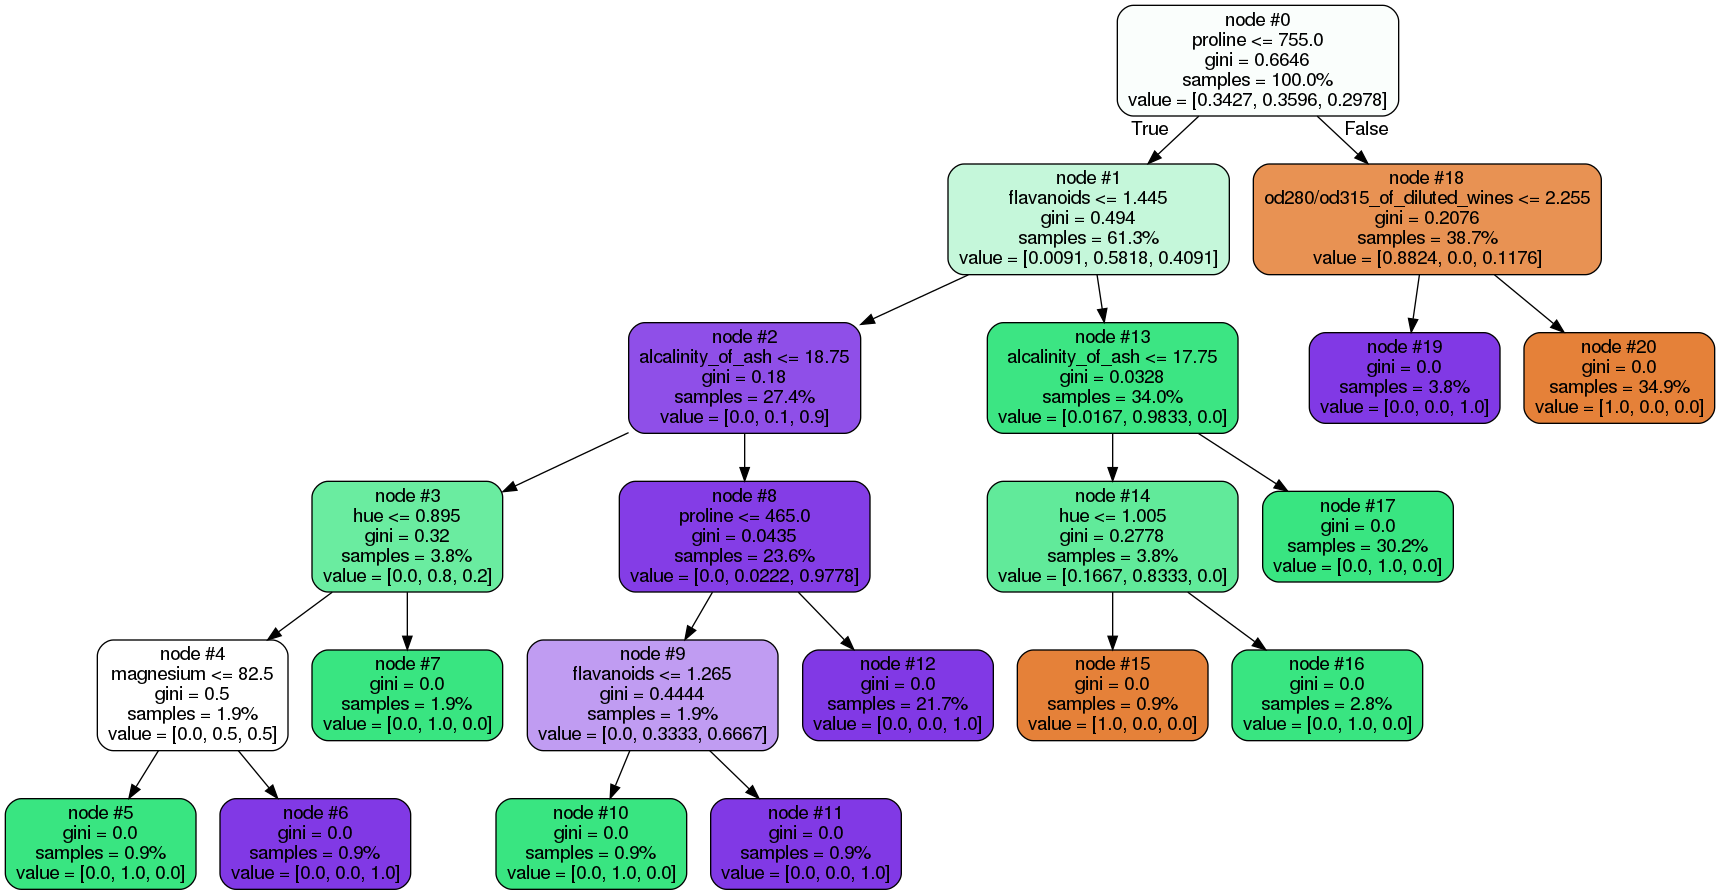 node #0
proline <= 755.0
gini = 0.6646
samples = 100.0%
value = [0.3427, 0.3596, 0.2978]
True
False
node #1
flavanoids <= 1.445
gini = 0.494
samples = 61.3%
value = [0.0091, 0.5818, 0.4091]
node #18
od280/od315_of_diluted_wines <= 2.255
gini = 0.2076
samples = 38.7%
value = [0.8824, 0.0, 0.1176]
node #2
alcalinity_of_ash <= 18.75
gini = 0.18
samples = 27.4%
value = [0.0, 0.1, 0.9]
node #13
alcalinity_of_ash <= 17.75
gini = 0.0328
samples = 34.0%
value = [0.0167, 0.9833, 0.0]
node #19
gini = 0.0
samples = 3.8%
value = [0.0, 0.0, 1.0]
node #20
gini = 0.0
samples = 34.9%
value = [1.0, 0.0, 0.0]
node #3
hue <= 0.895
gini = 0.32
samples = 3.8%
value = [0.0, 0.8, 0.2]
node #8
proline <= 465.0
gini = 0.0435
samples = 23.6%
value = [0.0, 0.0222, 0.9778]
node #14
hue <= 1.005
gini = 0.2778
samples = 3.8%
value = [0.1667, 0.8333, 0.0]
node #17
gini = 0.0
samples = 30.2%
value = [0.0, 1.0, 0.0]
node #4
magnesium <= 82.5
gini = 0.5
samples = 1.9%
value = [0.0, 0.5, 0.5]
node #7
gini = 0.0
samples = 1.9%
value = [0.0, 1.0, 0.0]
node #9
flavanoids <= 1.265
gini = 0.4444
samples = 1.9%
value = [0.0, 0.3333, 0.6667]
node #12
gini = 0.0
samples = 21.7%
value = [0.0, 0.0, 1.0]
node #15
gini = 0.0
samples = 0.9%
value = [1.0, 0.0, 0.0]
node #16
gini = 0.0
samples = 2.8%
value = [0.0, 1.0, 0.0]
node #5
gini = 0.0
samples = 0.9%
value = [0.0, 1.0, 0.0]
node #6
gini = 0.0
samples = 0.9%
value = [0.0, 0.0, 1.0]
node #10
gini = 0.0
samples = 0.9%
value = [0.0, 1.0, 0.0]
node #11
gini = 0.0
samples = 0.9%
value = [0.0, 0.0, 1.0]